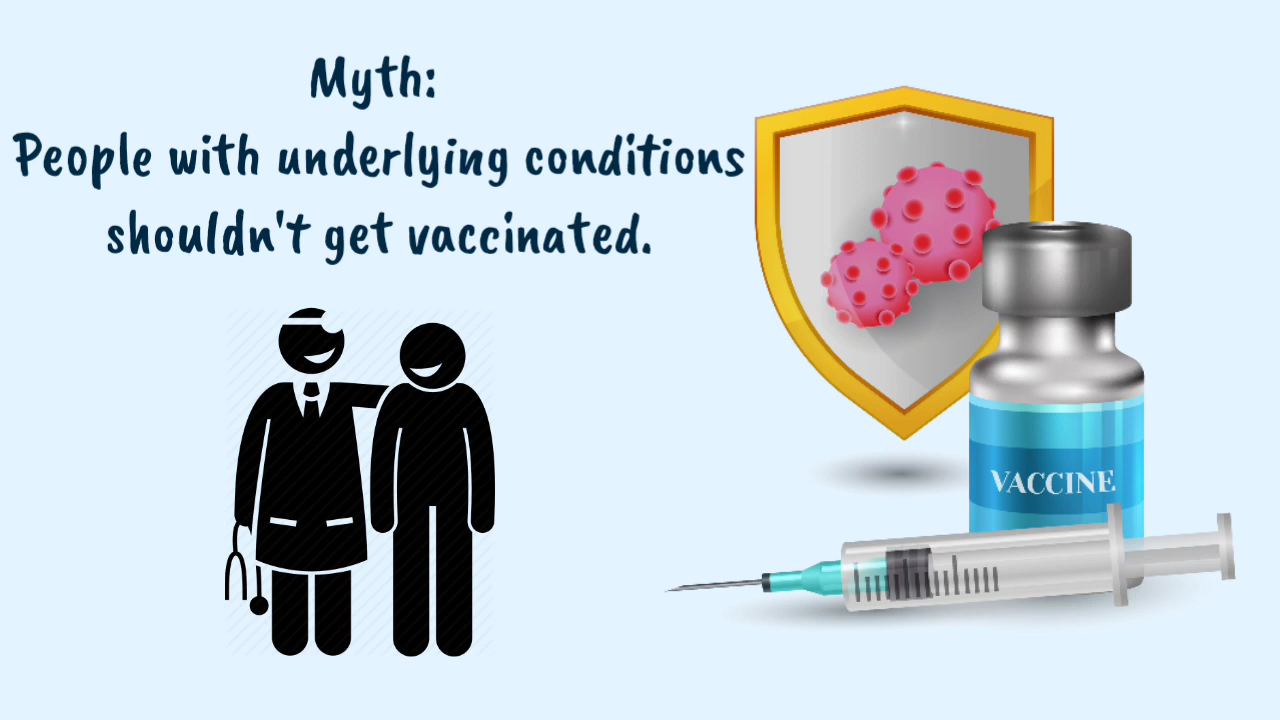 Myth:
People with underlying conditions
shouldn't get vaccinated.
VACCINE